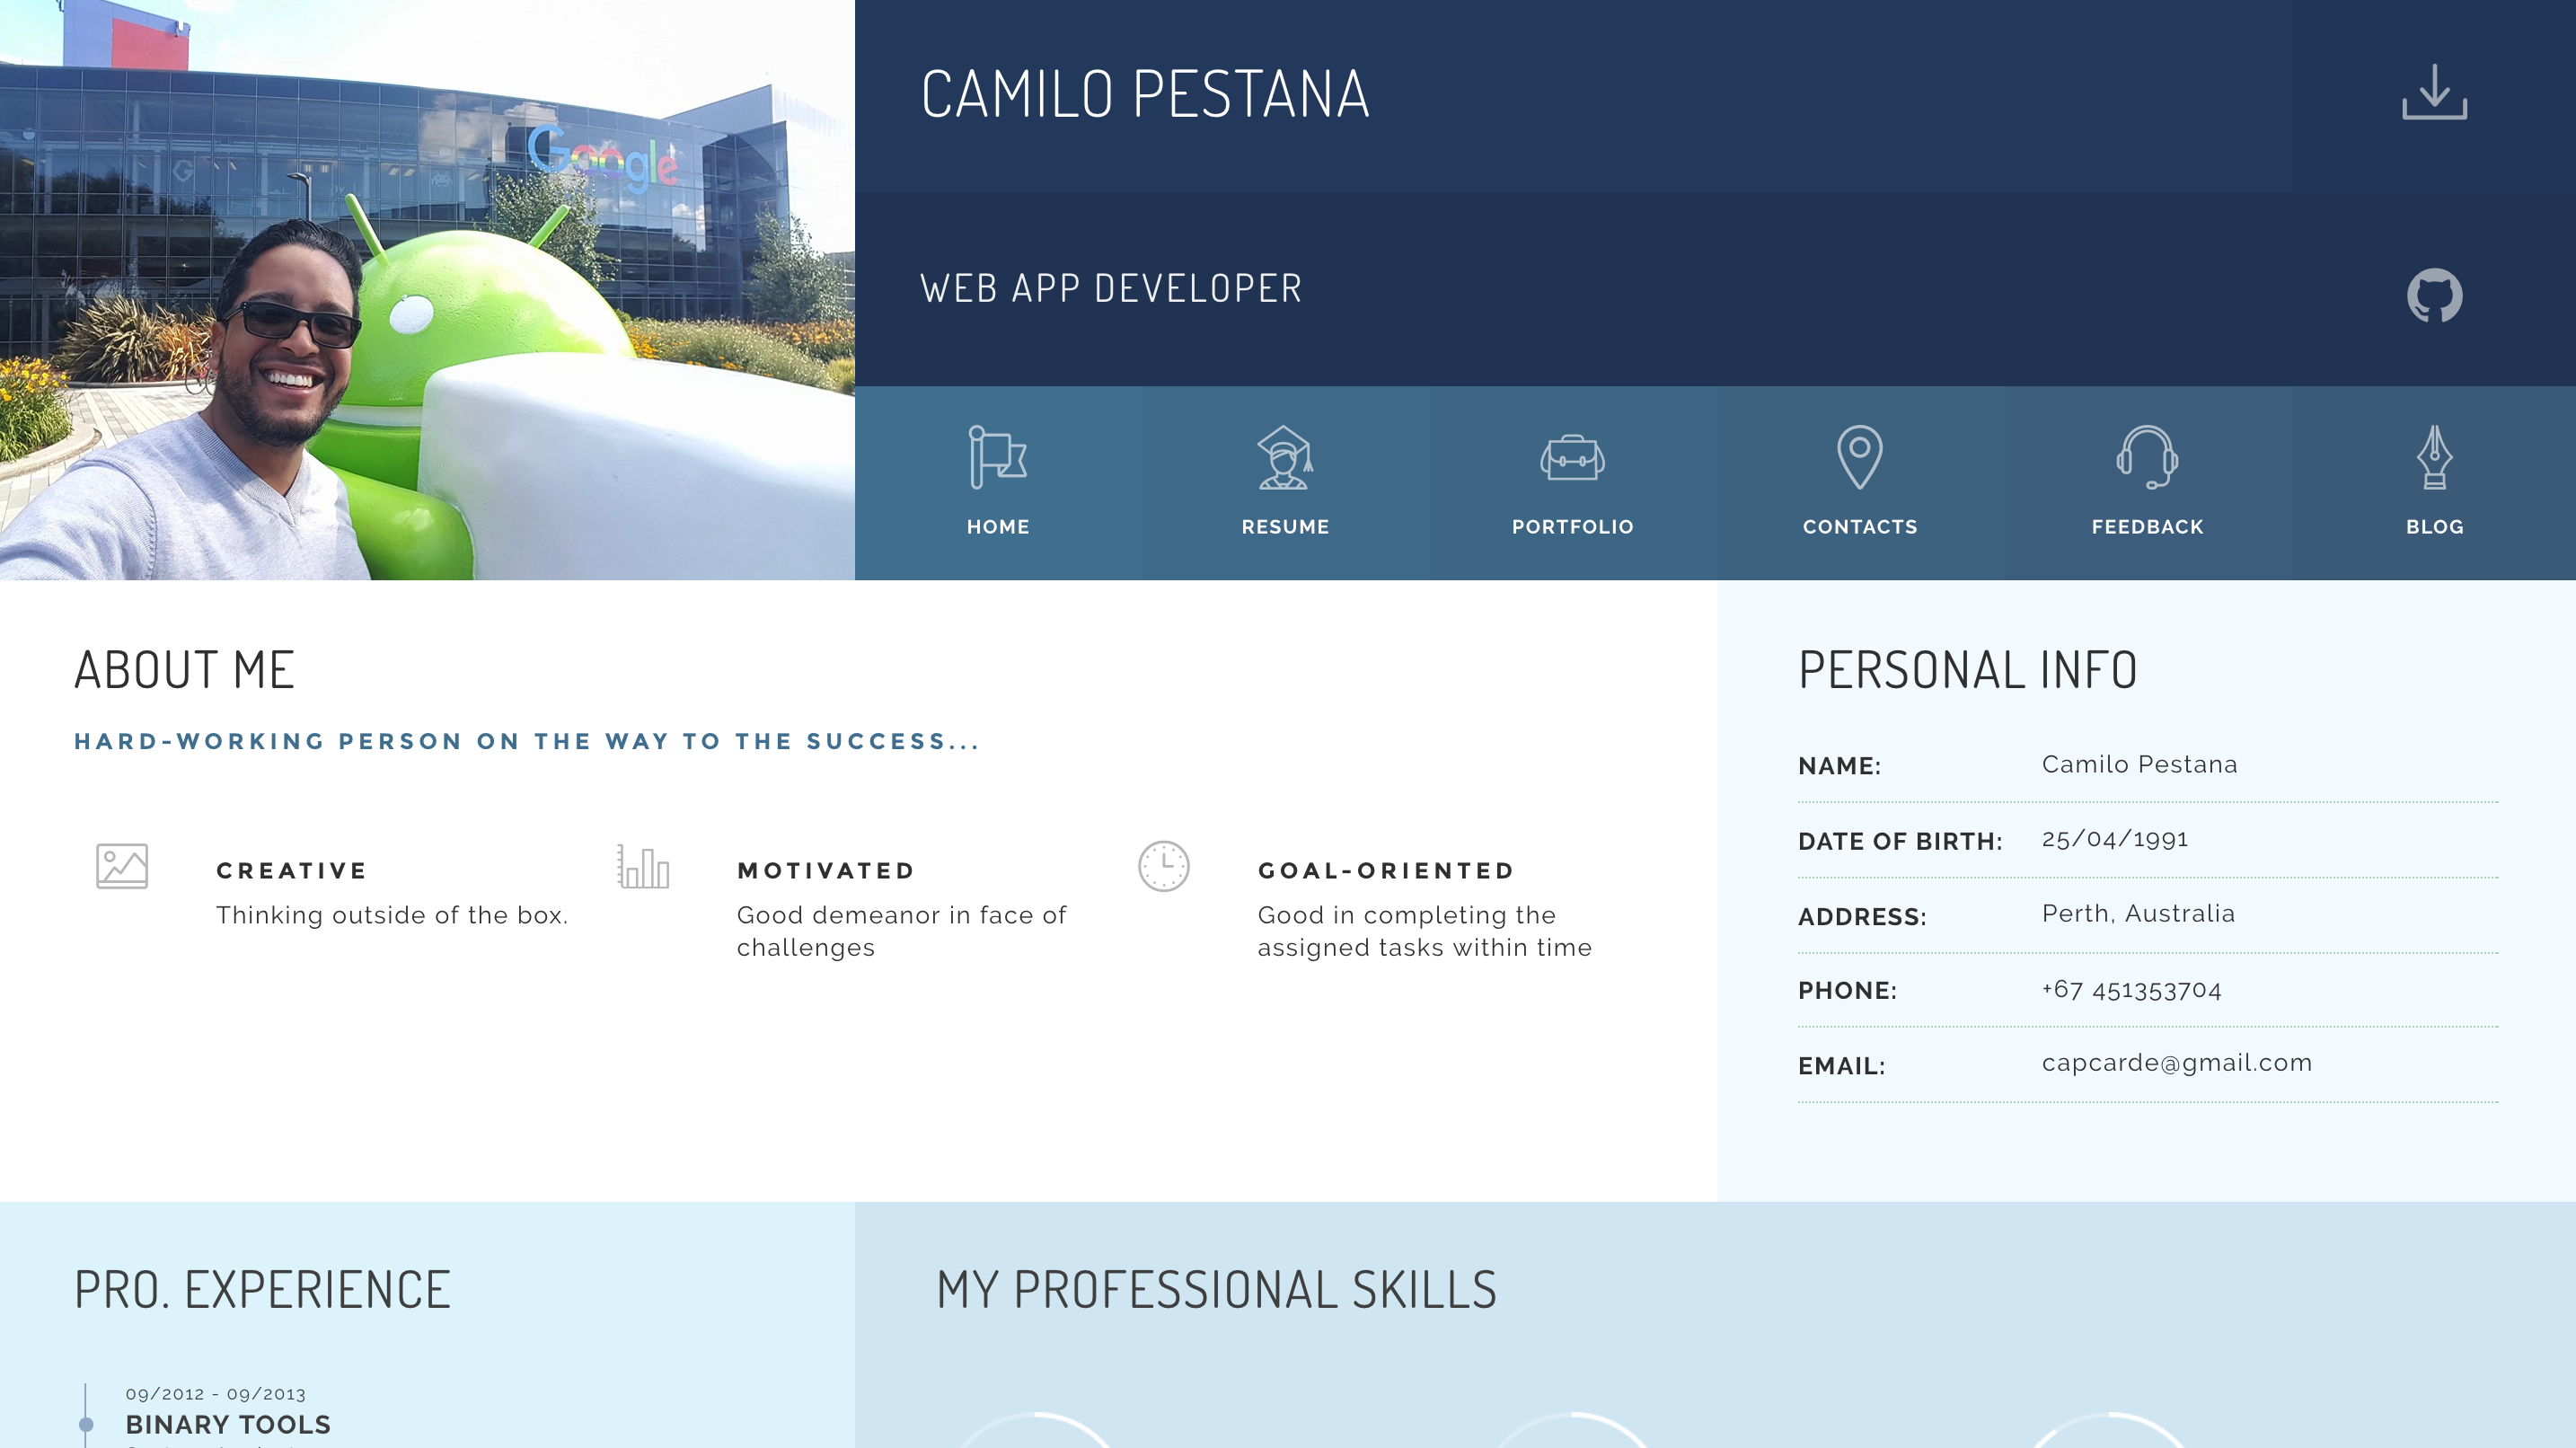 Google
CAMILO PESTANA
WEB APP DEVELOPER
HOME
RESUME
PORTFOLIO
CONTACTS
FEEDBACK
BLOG
ABOUT ME
HARD-WORKING PERSON ON THE WAY TO THE SUCCESS...
CREATIVE
Thinking outside of the box.
MOTIVATED
Good demeanor in face of
challenges
GOAL-ORIENTED
Good in completing the
assigned tasks within time
PERSONAL INFO
NAME: Camilo Pestana
DATE OF BIRTH: 25/04/1991
ADDRESS: Perth, Australia
PHONE: +67 451353704
EMAIL: capcarde@gmail.com
PRO. EXPERIENCE
09/2012 - 09/2013
BINARY TOOLS
MY PROFESSIONAL SKILLS